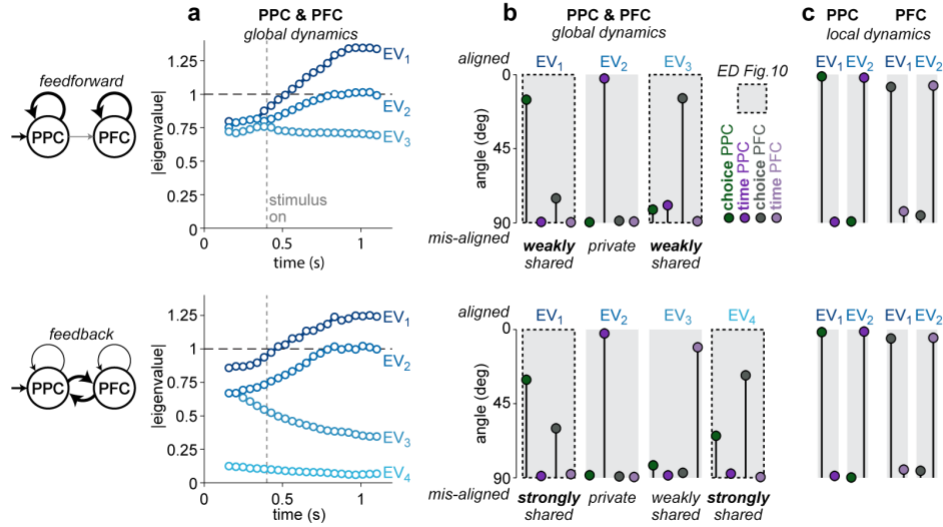 a
PPC & PFC
global dynamics
b
PPC & PFC
global dynamics
c
PPC PFC
local dynamics
feedforward
PPC PFC
|eigenvalue|
1.25
1
0.75
0.5
0.25
0
0 0.5 1
time (s)
stimulus
on
EV1
EV2
EV3
aligned
EV1 EV2 EV3
0
45
90
angle (deg)
mis-aligned
weakly
shared
private
weakly
shared
ED Fig.10
choice PPC
time PPC
choice PFC
time PFC
EV1 EV2 EV1 EV2
EV1 EV2 EV1 EV2
feedback
PPC PFC
|eigenvalue|
1.25
1
0.75
0.5
0.25
0
0 0.5 1
time (s)
EV1
EV2
EV3
EV4
aligned
EV1 EV2 EV3 EV4
0
45
90
angle (deg)
mis-aligned
strongly
shared
private
weakly
shared
strongly
shared
EV1 EV2 EV1 EV2